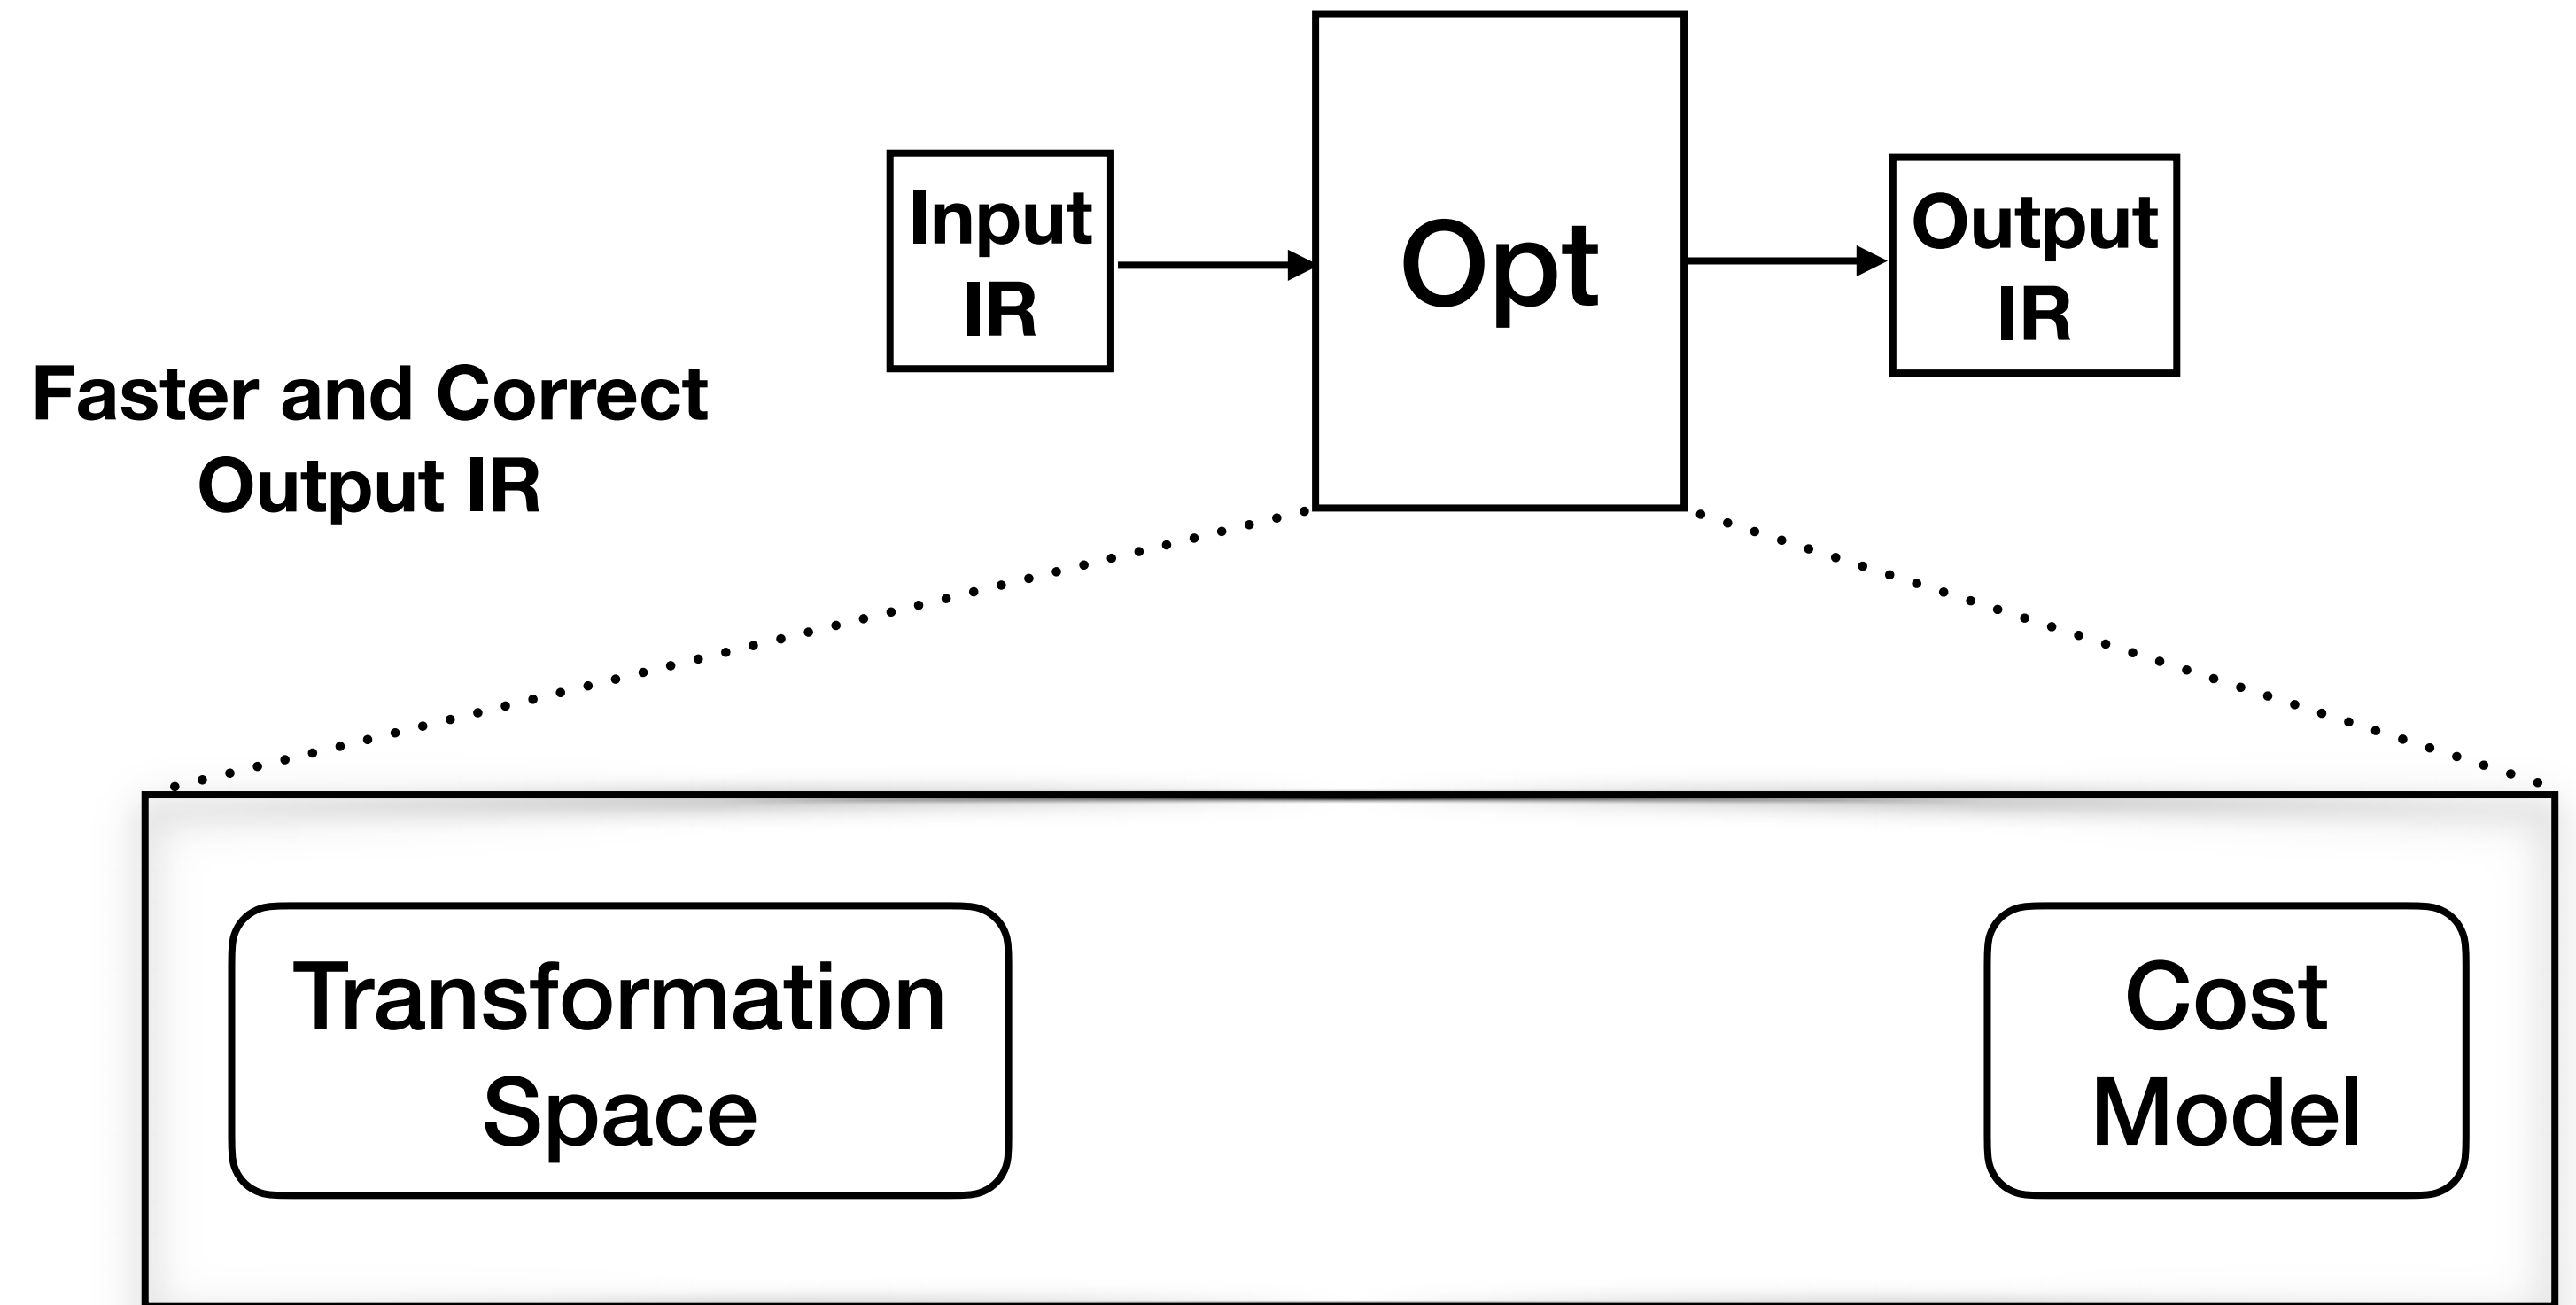 Input
IR
Opt
Output
IR
Faster and Correct
Output IR
Transformation
Space
Cost
Model